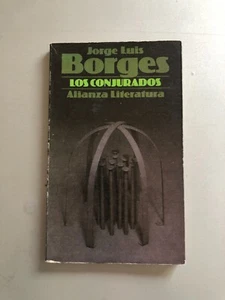 Jorge Luis
Borges
LOS CONJURADOS
Alianza Literatura